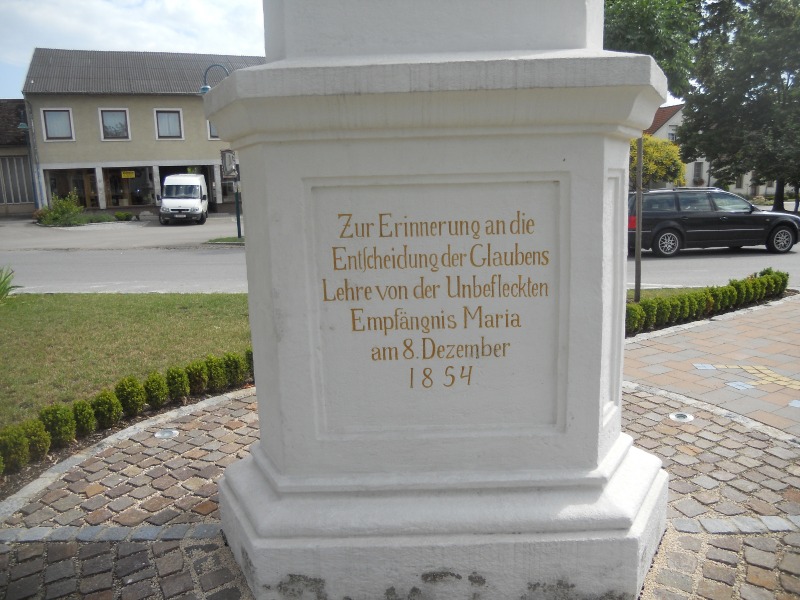 Zur Erinnerung an die
Entſcheidung der Glaubens
Lehre von der Unbefleckten
Empfängnis Maria
am 8. Dezember
1854